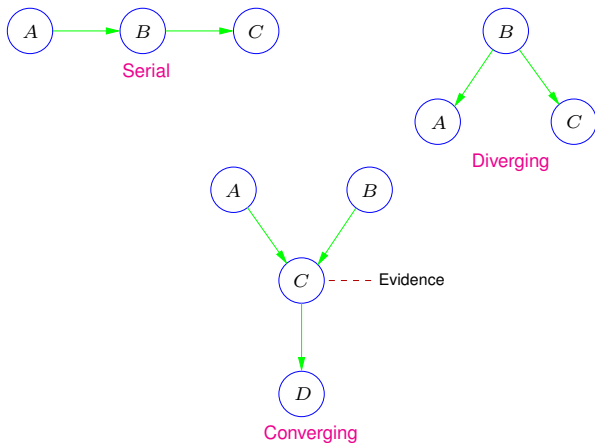 A B C
Serial
B
A C
Diverging
A B
C Evidence
D
Converging